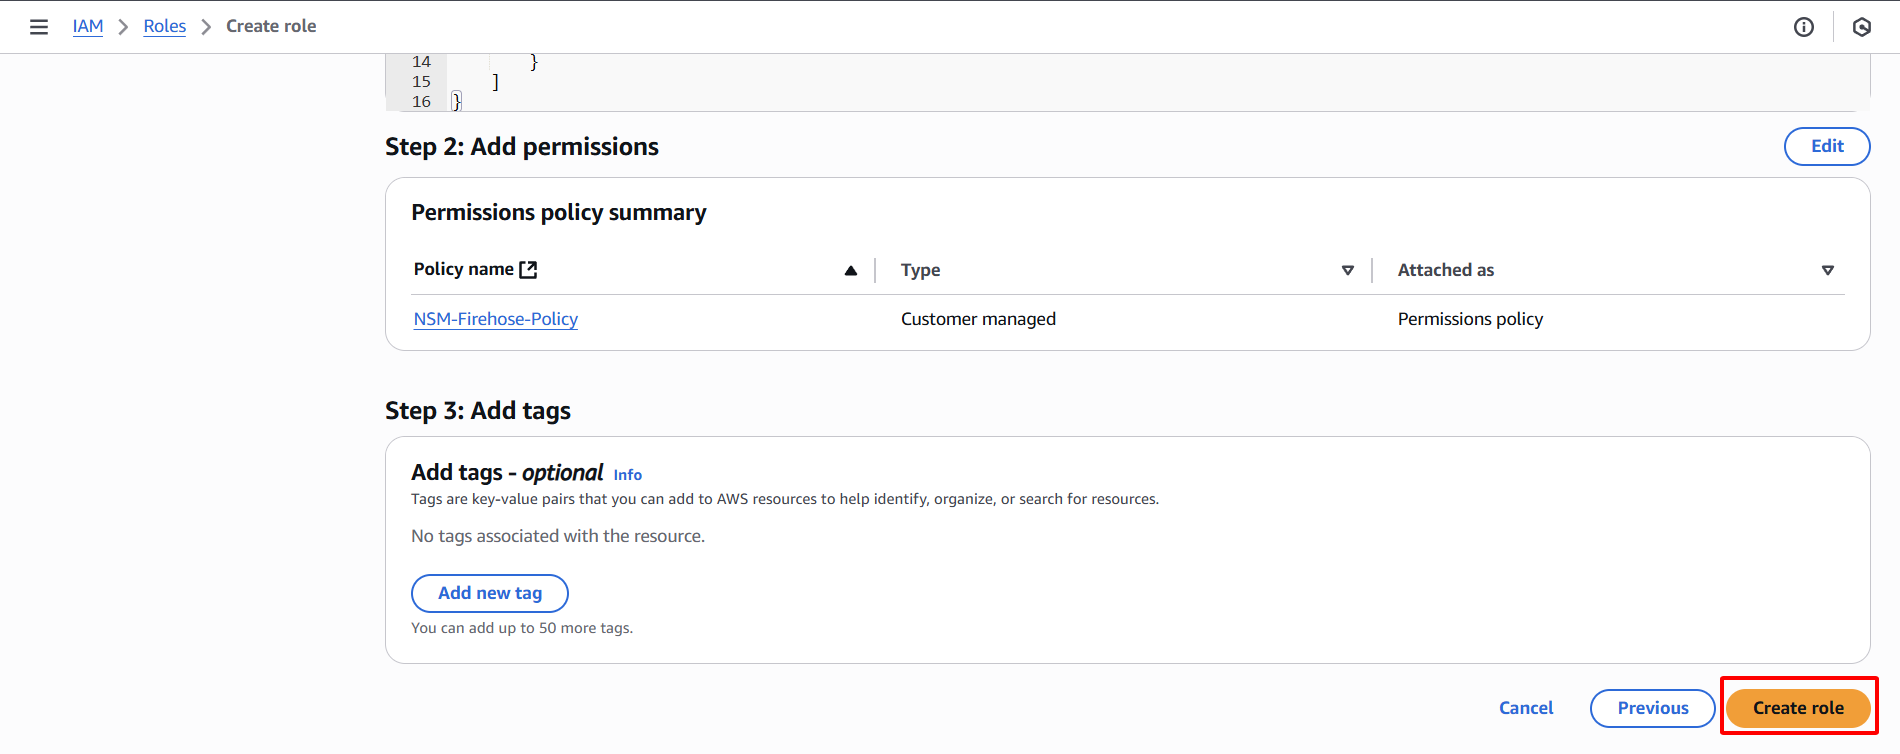 IAM > Roles > Create role
14 }
15 ]
16 }
Step 2: Add permissions
Edit
Permissions policy summary
Policy name Type Attached as
NSM-Firehose-Policy Customer managed Permissions policy
Step 3: Add tags
Add tags - optional Info
Tags are key-value pairs that you can add to AWS resources to help identify, organize, or search for resources.
No tags associated with the resource.
Add new tag
You can add up to 50 more tags.
Cancel Previous Create role